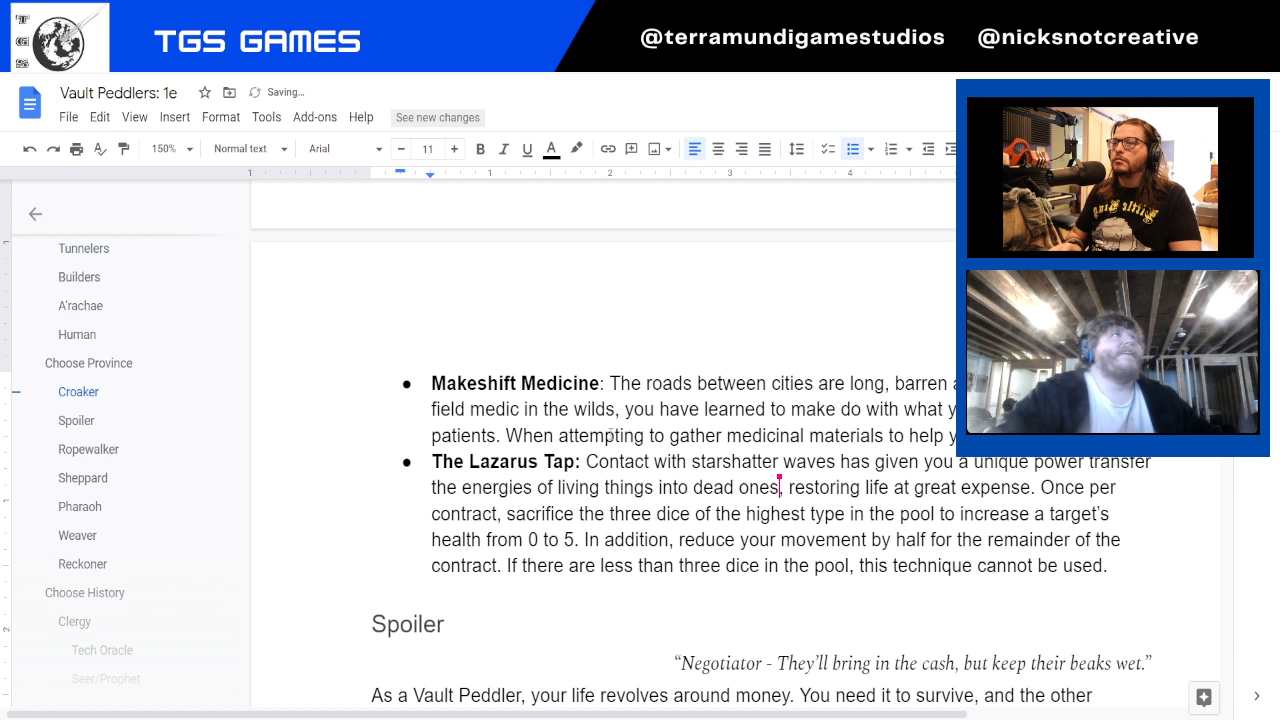 T
G
S
TGS GAMES
@terramundigamestudios @nicksnotcreative
Vault Peddlers: 1e Saving…
File Edit View Insert Format Tools Add-ons Help See new changes
150% Normal text Arial 11 B I U A
1 1 2 3 4
Tunnelers
Builders
A'rachae
Human
Choose Province
Croaker
Spoiler
Ropewalker
Sheppard
Pharaoh
Weaver
Reckoner
Choose History
Clergy
Tech Oracle
Seer/Prophet
● Makeshift Medicine: The roads between cities are long, barren
field medic in the wilds, you have learned to make do with what
patients. When attempting to gather medicinal materials to help
● The Lazarus Tap: Contact with starshatter waves has given you a unique power transfer
the energies of living things into dead ones, restoring life at great expense. Once per
contract, sacrifice the three dice of the highest type in the pool to increase a target's
health from 0 to 5. In addition, reduce your movement by half for the remainder of the
contract. If there are less than three dice in the pool, this technique cannot be used.
Spoiler
“Negotiator - They’ll bring in the cash, but keep their beaks wet.”
As a Vault Peddler, your life revolves around money. You need it to survive, and the other